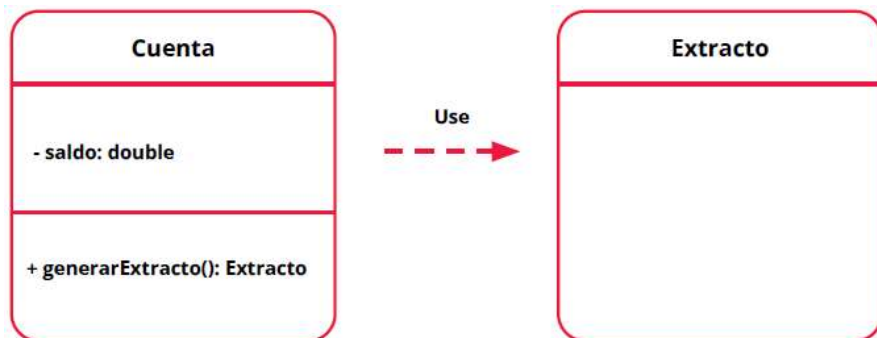 Cuenta
- saldo: double
+ generarExtracto(): Extracto
Use
Extracto